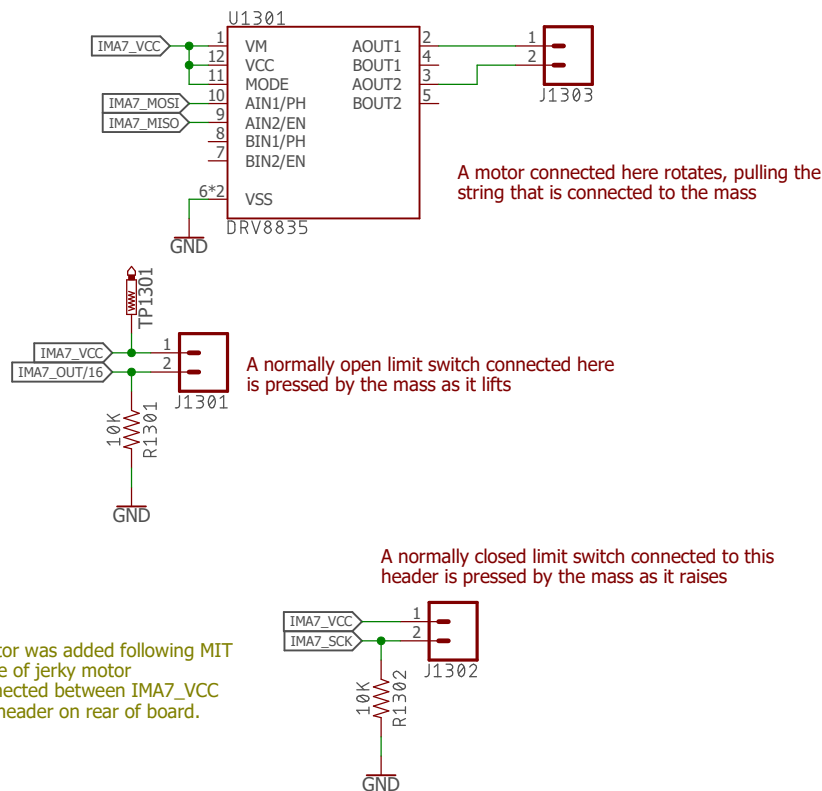 U1301
IMA7_VCC
1 VM AOUT1 2
12 VCC BOUT1 4
11 MODE AOUT2 3
IMA7_MOSI 10 AIN1/PH BOUT2 5
IMA7_MISO 9 AIN2/EN
8 BIN1/PH
7 BIN2/EN
6*2 VSS
DRV8835
GND
1
2
J1303
A motor connected here rotates, pulling the
string that is connected to the mass
TP1301
IMA7_VCC 1
IMA7_OUT/16 2
J1301
A normally open limit switch connected here
is pressed by the mass as it lifts
10K
R1301
GND
A normally closed limit switch connected to this
header is pressed by the mass as it raises
IMA7_VCC 1
IMA7_SCK 2
J1302
10K
R1302
GND
tor was added following MIT
e of jerky motor
nected between IMA7_VCC
header on rear of board.